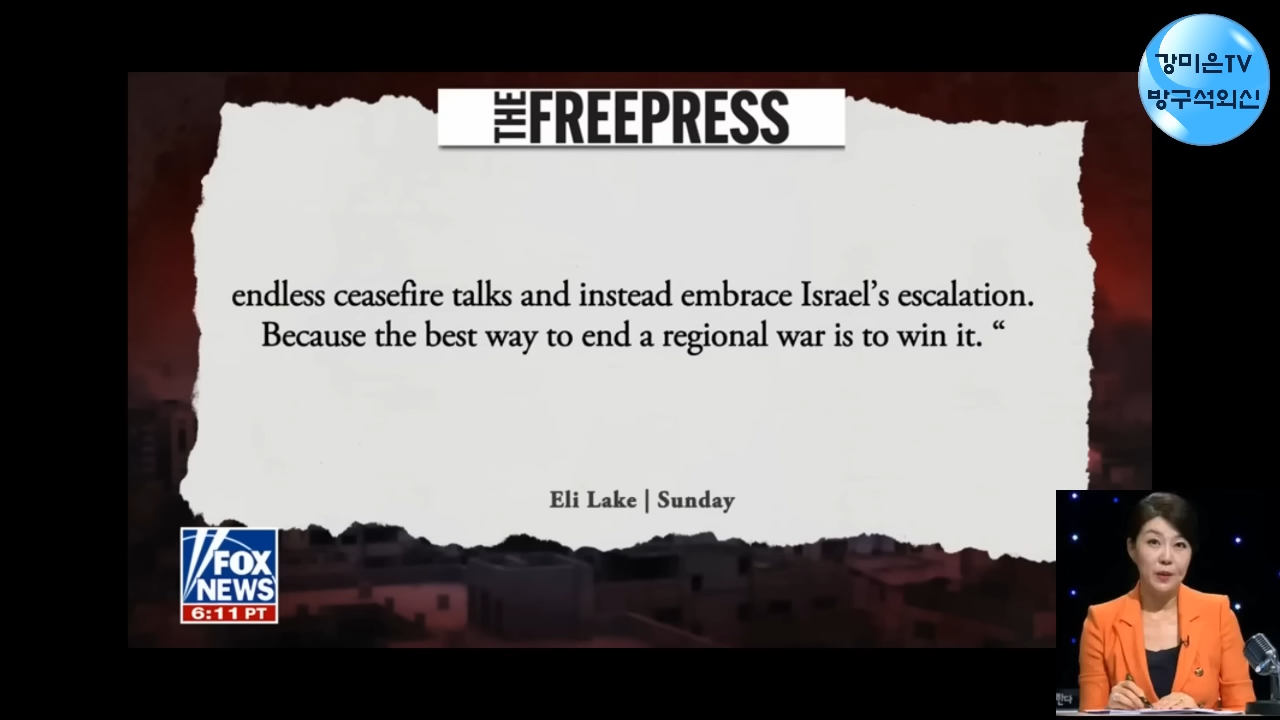 강미은TV
방구석외신
THE FREEPRESS
endless ceasefire talks and instead embrace Israel’s escalation.
Because the best way to end a regional war is to win it. “
Eli Lake | Sunday
FOX
NEWS
6:11 PT